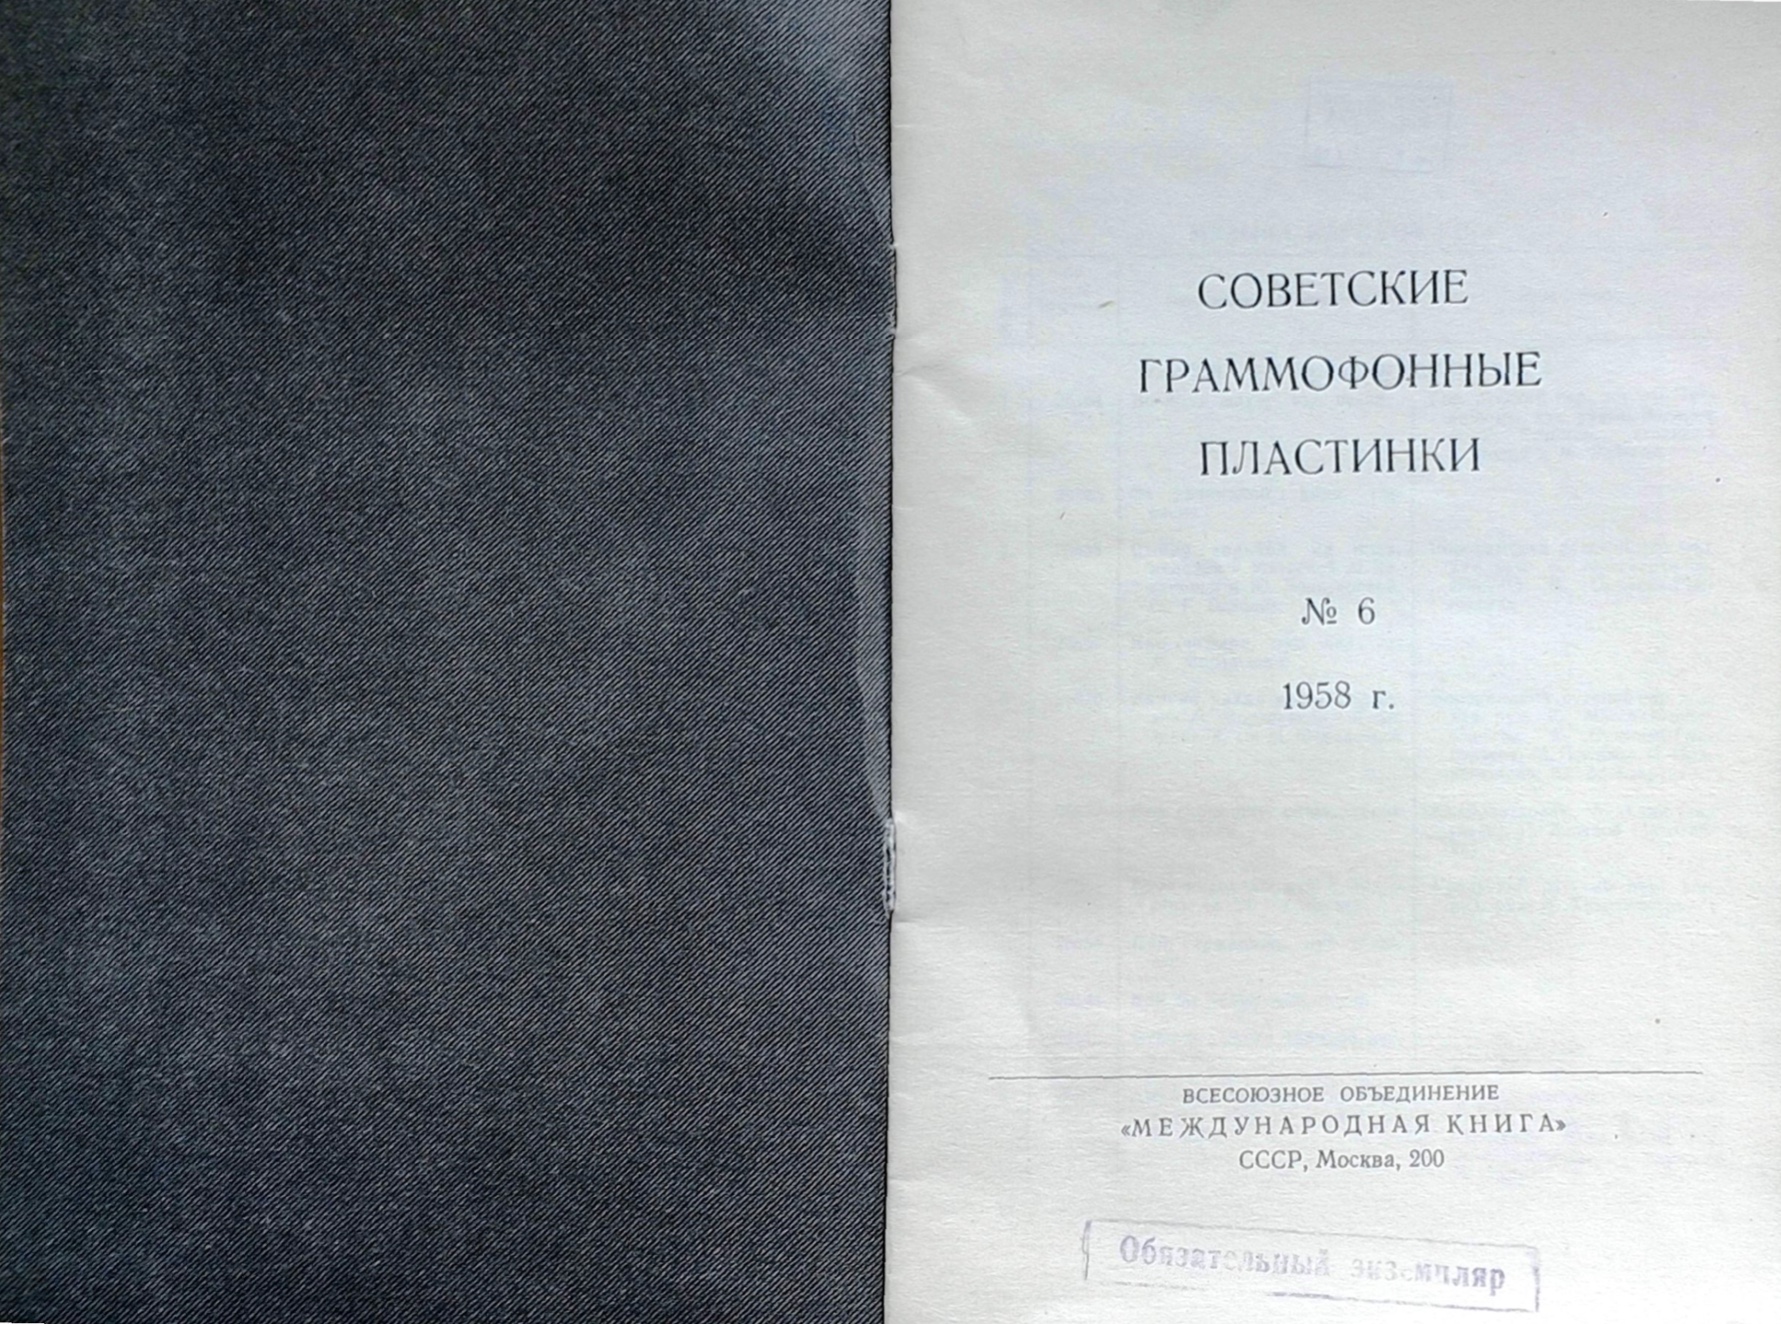 СОВЕТСКИЕ
ГРАММОФОННЫЕ
ПЛАСТИНКИ
№ 6
1958 г.
ВСЕСОЮЗНОЕ ОБЪЕДИНЕНИЕ
«МЕЖДУНАРОДНАЯ КНИГА»
СССР, Москва, 200
Обязательный экземпляр